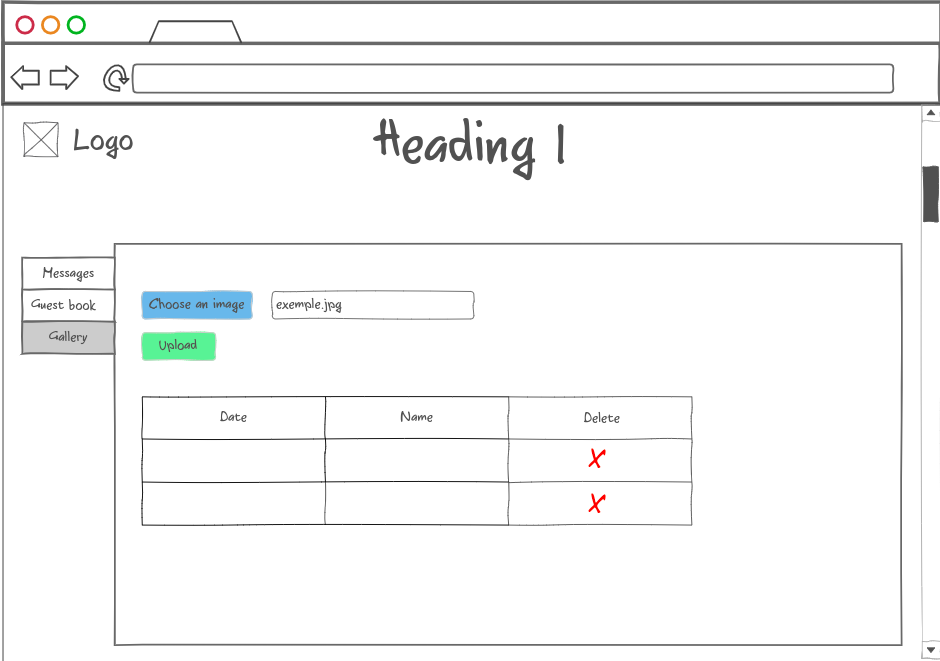 Logo
Heading 1
Messages
Guest book
Gallery
Choose an image
exemple.jpg
Upload
Date Name Delete
X
X